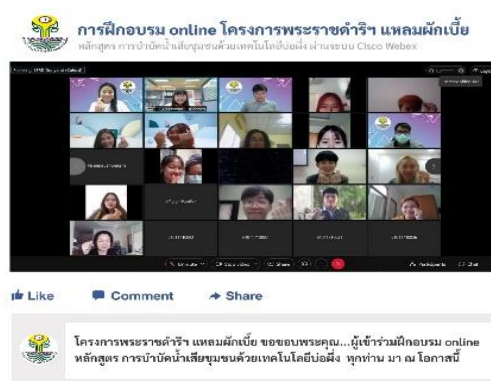 การฝึกอบรม online โครงการพระราชดำริฯ แหลมผักเบี้ย
หลักสูตร การบำบัดน้ำเสียชุมชนด้วยเทคโนโลยีบ่อผึ่ง ผ่านระบบ Cisco Webex
Share
Participants
Chat
Like
Comment
Share
โครงการพระราชดำริฯ แหลมผักเบี้ย ขอขอบพระคุณ...ผู้เข้าร่วมฝึกอบรม online
หลักสูตร การบำบัดน้ำเสียชุมชนด้วยเทคโนโลยีบ่อผึ่ง ทุกท่าน มา ณ โอกาสนี้